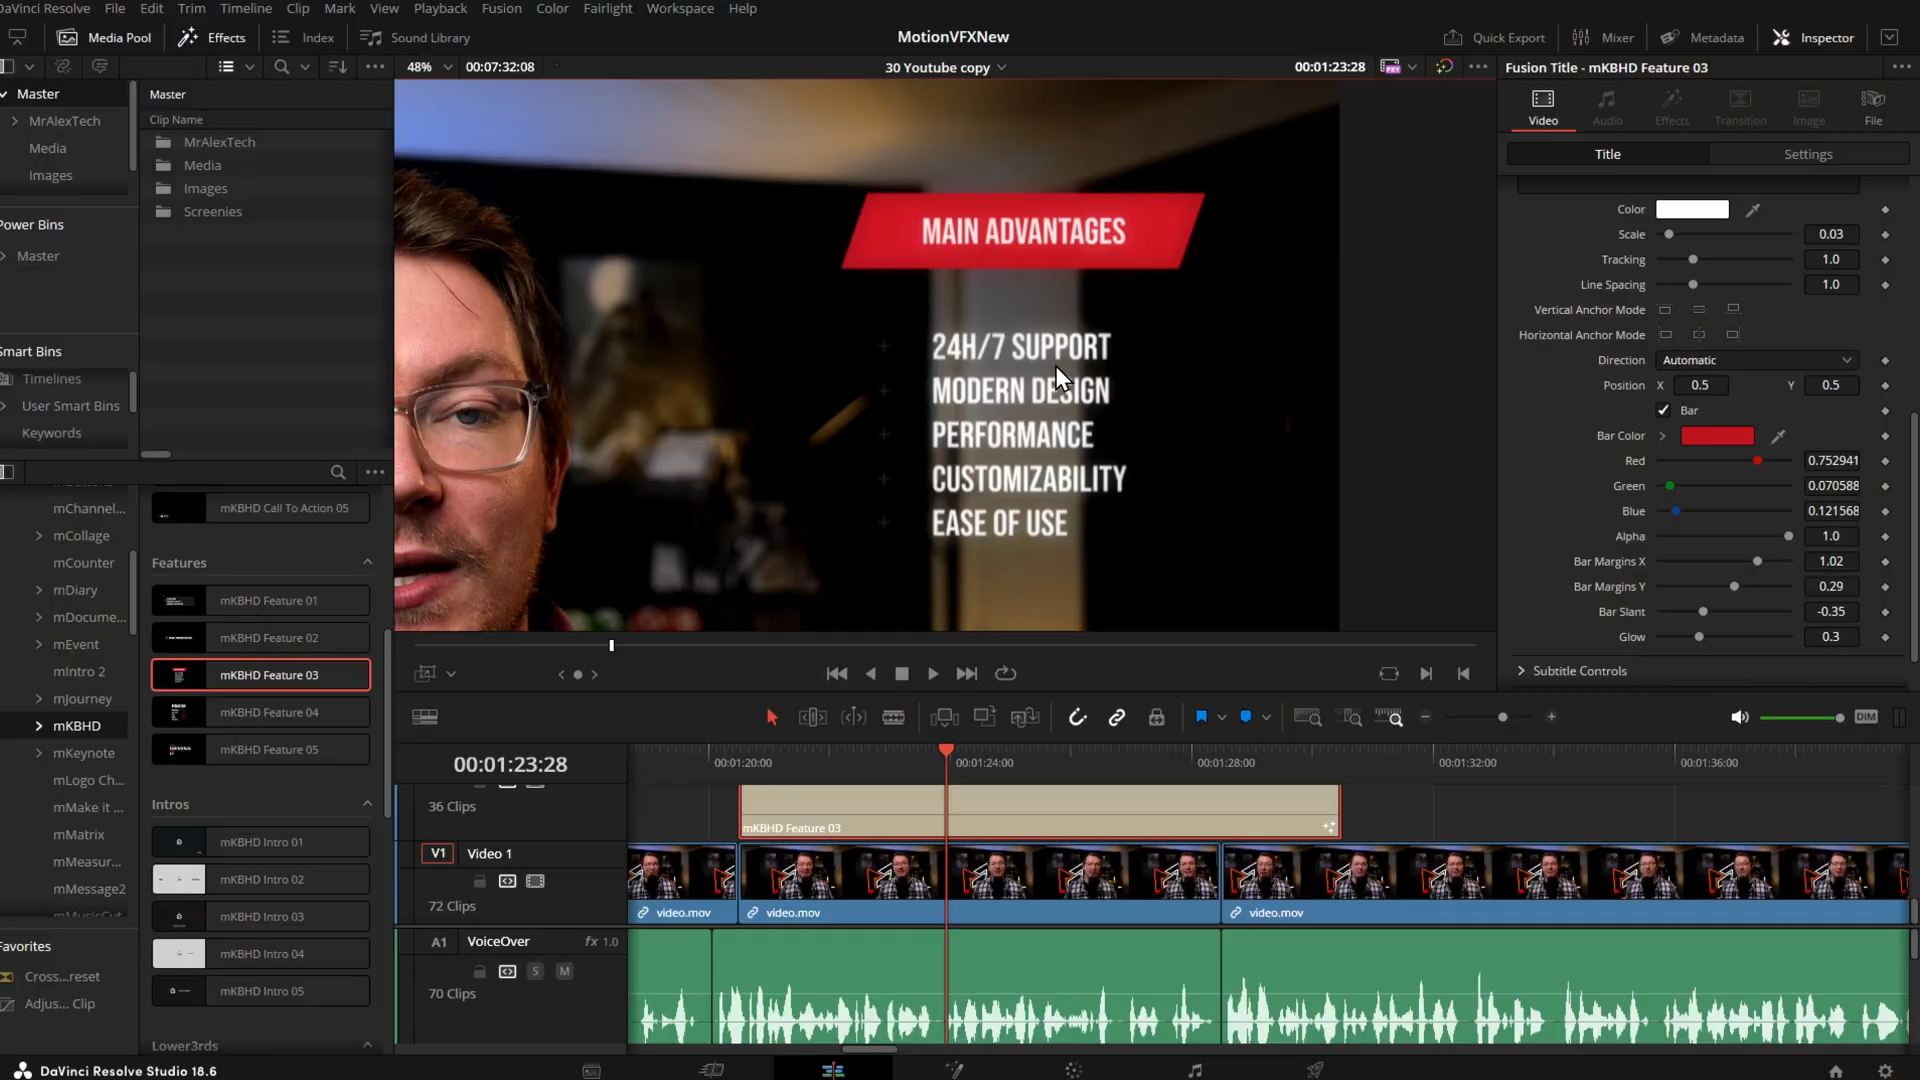 DaVinci Resolve File Edit Trim Timeline Clip Mark View Playback Fusion Color Fairlight Workspace Help
Media Pool Effects Index Sound Library MotionVFXNew Quick Export Mixer Metadata Inspector
48% 00:07:32:08 30 Youtube copy 00:01:23:28 Fusion Title - mKBHD Feature 03
Master
MrAlexTech
Media
Images
Power Bins
Master
Smart Bins
Timelines
User Smart Bins
Keywords
Master
Clip Name
MrAlexTech
Media
Images
Screenies
MAIN ADVANTAGES
24H/7 SUPPORT
MODERN DESIGN
PERFORMANCE
CUSTOMIZABILITY
EASE OF USE
Video Audio Effects Transition Image File
Title Settings
Color
Scale 0.03
Tracking 1.0
Line Spacing 1.0
Vertical Anchor Mode
Horizontal Anchor Mode
Direction Automatic
Position X 0.5 Y 0.5
Bar
Bar Color
Red 0.752941
Green 0.070588
Blue 0.121568
Alpha 1.0
Bar Margins X 1.02
Bar Margins Y 0.29
Bar Slant -0.35
Glow 0.3
Subtitle Controls
mChannel...
mCollage
mCounter
mDiary
mDocume...
mEvent
mIntro 2
mJourney
mKBHD
mKeynote
mLogo Ch...
mMake it ...
mMatrix
mMeasur...
mMessage2
Favorites
Cross...reset
Adjus... Clip
mKBHD Call To Action 05
Features
mKBHD Feature 01
mKBHD Feature 02
mKBHD Feature 03
mKBHD Feature 04
mKBHD Feature 05
Intros
mKBHD Intro 01
mKBHD Intro 02
mKBHD Intro 03
mKBHD Intro 04
mKBHD Intro 05
Lower3rds
DIM
00:01:23:28 00:01:20:00 00:01:24:00 00:01:28:00 00:01:32:00 00:01:36:00
36 Clips
mKBHD Feature 03
V1 Video 1
72 Clips
video.mov video.mov video.mov
A1 VoiceOver fx 1.0
S M
70 Clips
DaVinci Resolve Studio 18.6